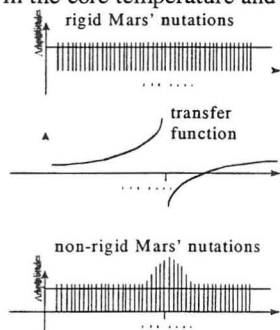 in the core temperature and
rigid Mars' nutations
transfer
function
non-rigid Mars' nutations